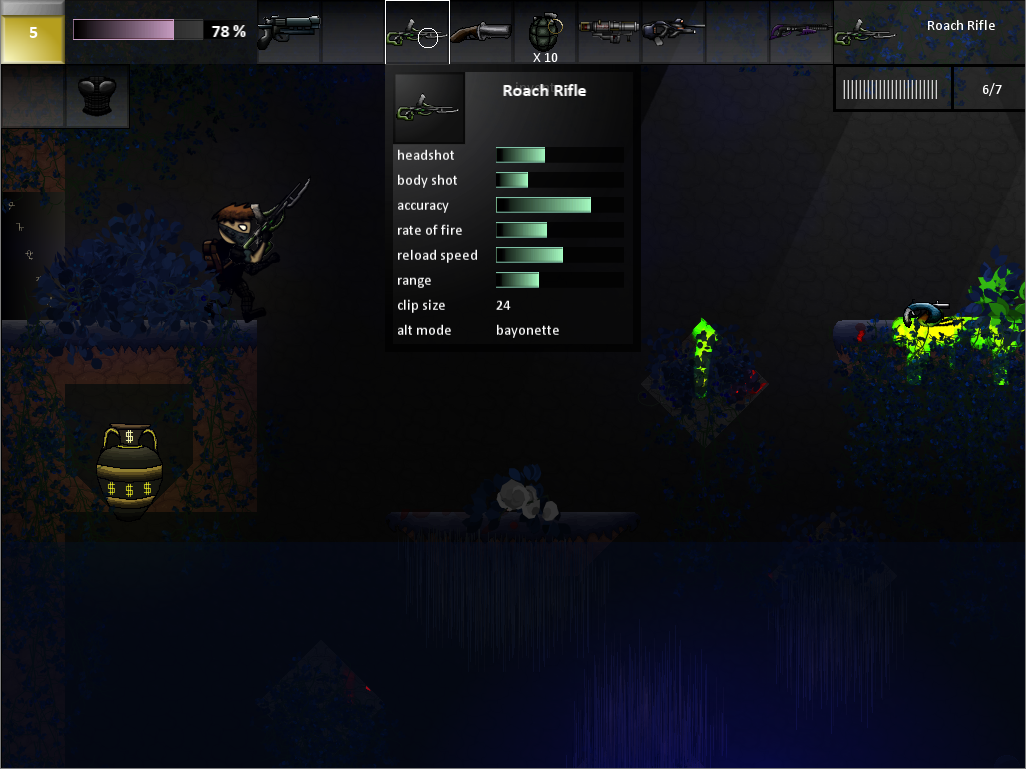 5
78 %
X 10
Roach Rifle
6/7
Roach Rifle
headshot
body shot
accuracy
rate of fire
reload speed
range
clip size 24
alt mode bayonette
$
$ $ $